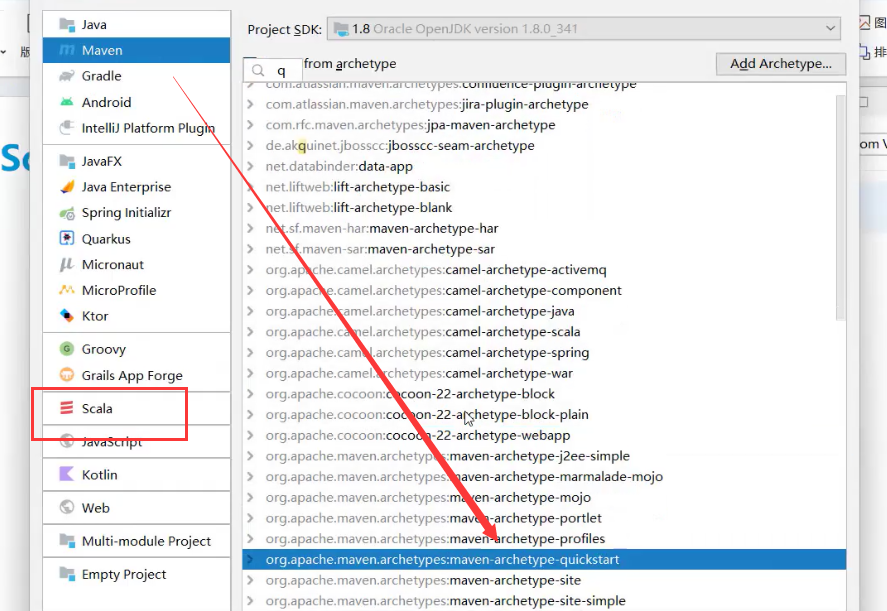 Java
Maven
Gradle
Android
IntelliJ Platform Plugin
JavaFX
Java Enterprise
Spring Initializr
Quarkus
Micronaut
MicroProfile
Ktor
Groovy
Grails App Forge
Scala
JavaScript
Kotlin
Web
Multi-module Project
Empty Project
Project SDK: 1.8 Oracle OpenJDK version 1.8.0_341
q from archetype Add Archetype...
com.atlassian.maven.archetypes:confluence-plugin-archetype
com.atlassian.maven.archetypes:jira-plugin-archetype
com.rfc.maven.archetypes:jpa-maven-archetype
de.akquinet.jbosscc:jbosscc-seam-archetype
net.databinder:data-app
net.liftweb:lift-archetype-basic
net.liftweb:lift-archetype-blank
net.sf.maven-har:maven-archetype-har
net.sf.maven-sar:maven-archetype-sar
org.apache.camel.archetypes:camel-archetype-activemq
org.apache.camel.archetypes:camel-archetype-component
org.apache.camel.archetypes:camel-archetype-java
org.apache.camel.archetypes:camel-archetype-scala
org.apache.camel.archetypes:camel-archetype-spring
org.apache.camel.archetypes:camel-archetype-war
org.apache.cocoon:cocoon-22-archetype-block
org.apache.cocoon:cocoon-22-archetype-block-plain
org.apache.cocoon:cocoon-22-archetype-webapp
org.apache.maven.archetypes:maven-archetype-j2ee-simple
org.apache.maven.archetypes:maven-archetype-marmalade-mojo
org.apache.maven.archetypes:maven-archetype-mojo
org.apache.maven.archetypes:maven-archetype-portlet
org.apache.maven.archetypes:maven-archetype-profiles
org.apache.maven.archetypes:maven-archetype-quickstart
org.apache.maven.archetypes:maven-archetype-site
org.apache.maven.archetypes:maven-archetype-site-simple
版
Sc
图
排
om V